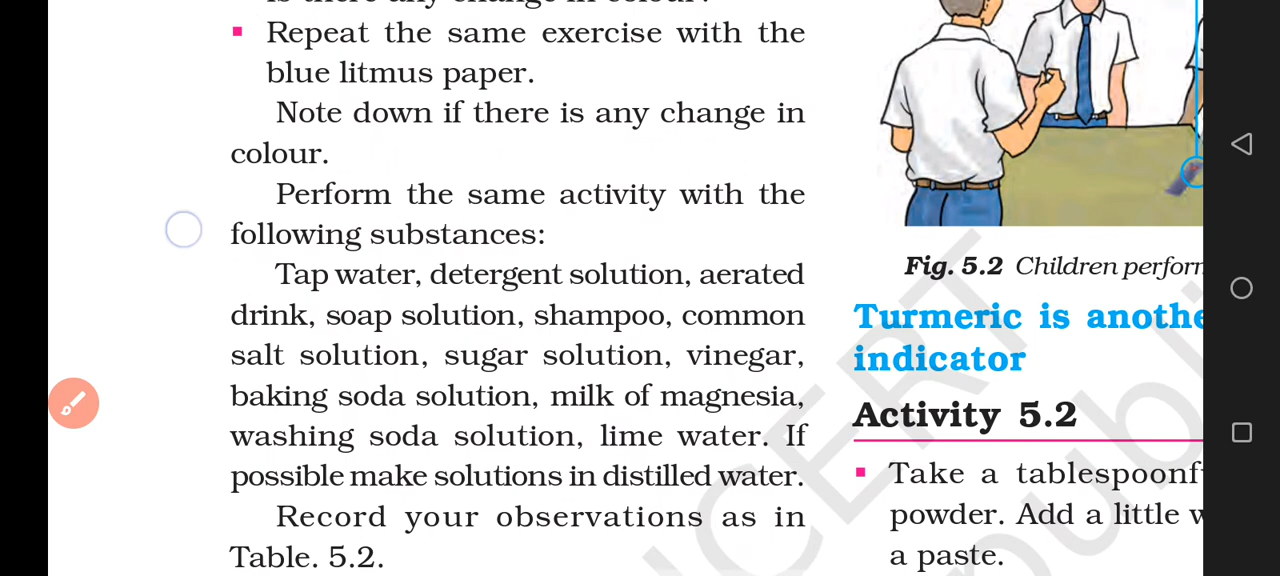 Repeat the same exercise with the
blue litmus paper.
Note down if there is any change in
colour.
Perform the same activity with the
following substances:
Tap water, detergent solution, aerated
drink, soap solution, shampoo, common
salt solution, sugar solution, vinegar,
baking soda solution, milk of magnesia,
washing soda solution, lime water. If
possible make solutions in distilled water.
Record your observations as in
Table. 5.2.
Fig. 5.2 Children
Turmeric is
indicator
Activity 5.2
Take a
powder. Add a little
a paste.
NCERT